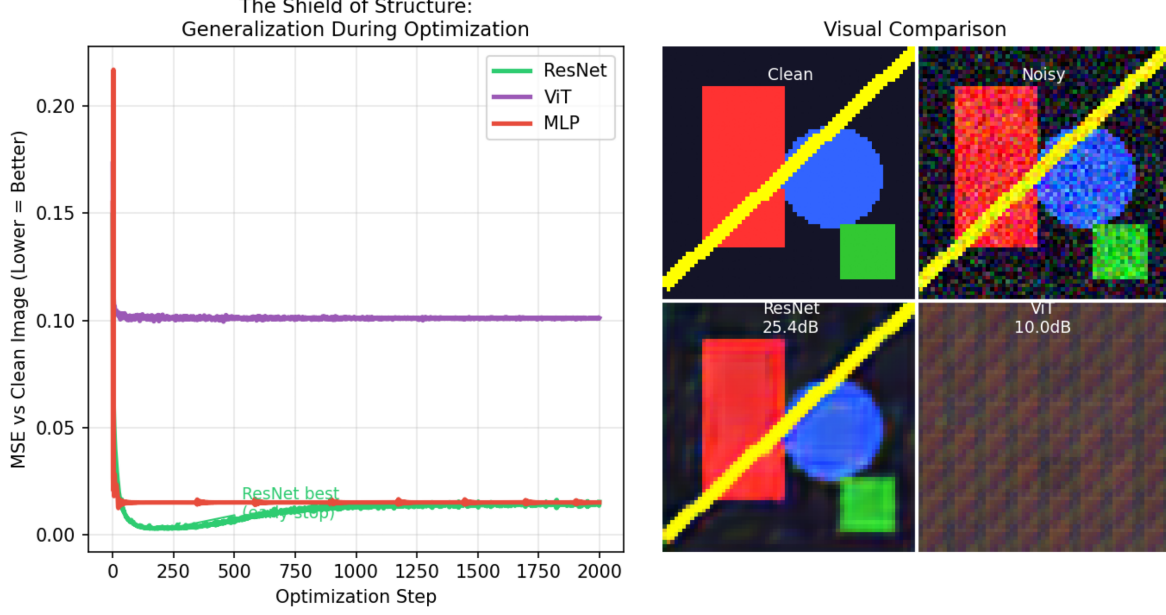 The Shield of Structure:
Generalization During Optimization
MSE vs Clean Image (Lower = Better)
0.20
0.15
0.10
0.05
0.00
ResNet
ViT
MLP
ResNet best
(early stop)
0
250
500
750
1000
1250
1500
1750
2000
Optimization Step
Visual Comparison
Clean
Noisy
ResNet
25.4dB
ViT
10.0dB